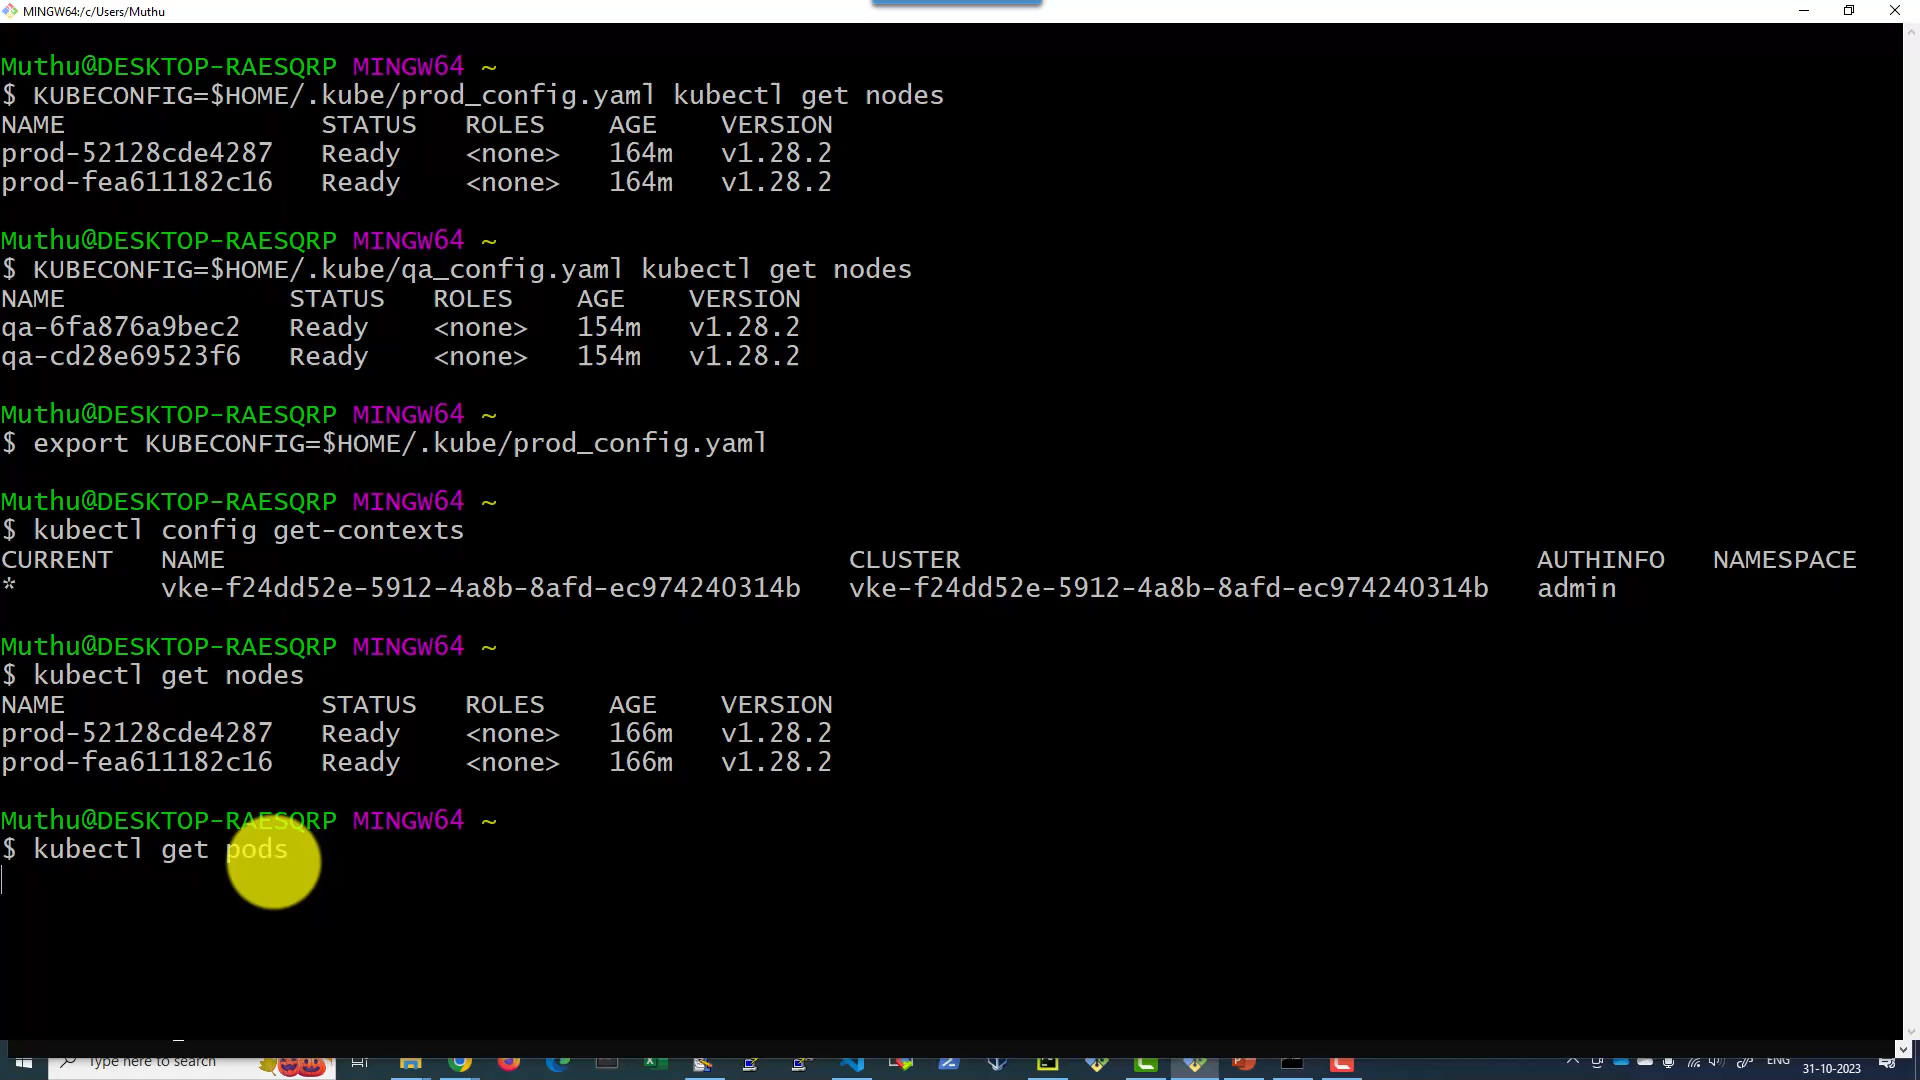 MINGW64:/c/Users/Muthu
Muthu@DESKTOP-RAESQRP MINGW64 ~
$ KUBECONFIG=$HOME/.kube/prod_config.yaml kubectl get nodes
NAME STATUS ROLES AGE VERSION
prod-52128cde4287 Ready <none> 164m v1.28.2
prod-fea611182c16 Ready <none> 164m v1.28.2
Muthu@DESKTOP-RAESQRP MINGW64 ~
$ KUBECONFIG=$HOME/.kube/qa_config.yaml kubectl get nodes
NAME STATUS ROLES AGE VERSION
qa-6fa876a9bec2 Ready <none> 154m v1.28.2
qa-cd28e69523f6 Ready <none> 154m v1.28.2
Muthu@DESKTOP-RAESQRP MINGW64 ~
$ export KUBECONFIG=$HOME/.kube/prod_config.yaml
Muthu@DESKTOP-RAESQRP MINGW64 ~
$ kubectl config get-contexts
CURRENT NAME CLUSTER AUTHINFO NAMESPACE
* vke-f24dd52e-5912-4a8b-8afd-ec974240314b vke-f24dd52e-5912-4a8b-8afd-ec974240314b admin
Muthu@DESKTOP-RAESQRP MINGW64 ~
$ kubectl get nodes
NAME STATUS ROLES AGE VERSION
prod-52128cde4287 Ready <none> 166m v1.28.2
prod-fea611182c16 Ready <none> 166m v1.28.2
Muthu@DESKTOP-RAESQRP MINGW64 ~
$ kubectl get pods
Type here to search
ENG
31-10-2023